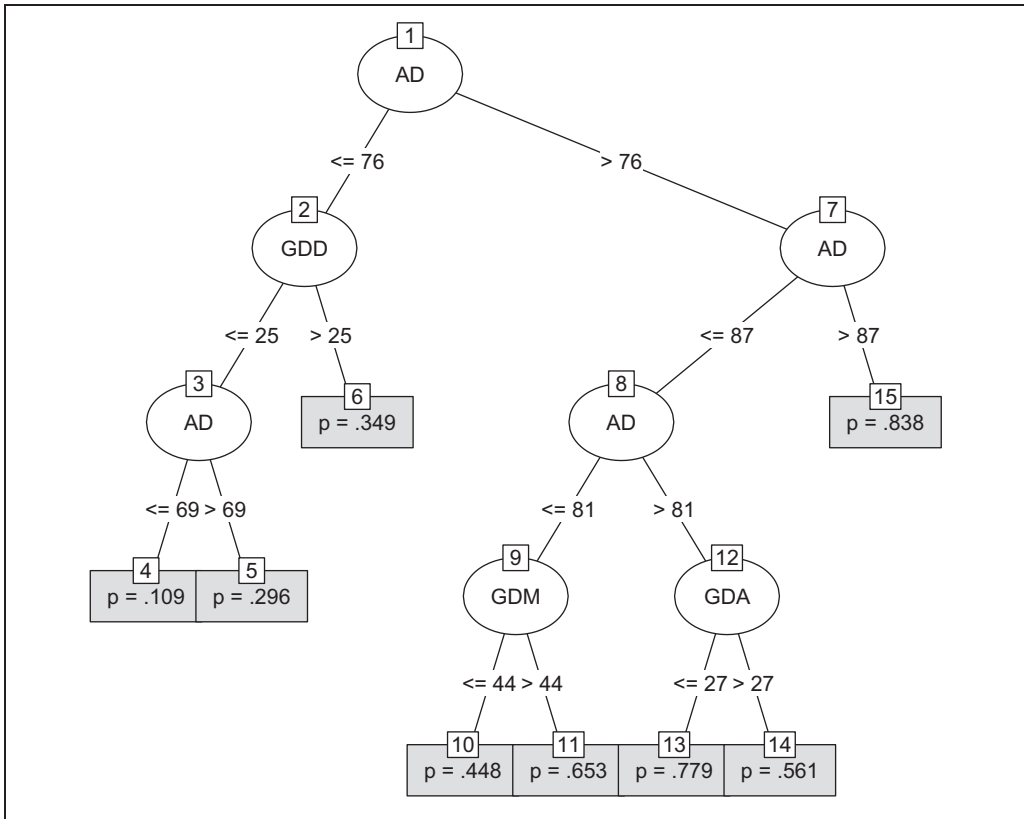 1
AD
<= 76
> 76
2
GDD
7
AD
<= 25
> 25
<= 87
> 87
3
AD
6
p = .349
8
AD
15
p = .838
<= 69
> 69
<= 81
> 81
4
p = .109
5
p = .296
9
GDM
12
GDA
<= 44
> 44
<= 27
> 27
10
p = .448
11
p = .653
13
p = .779
14
p = .561